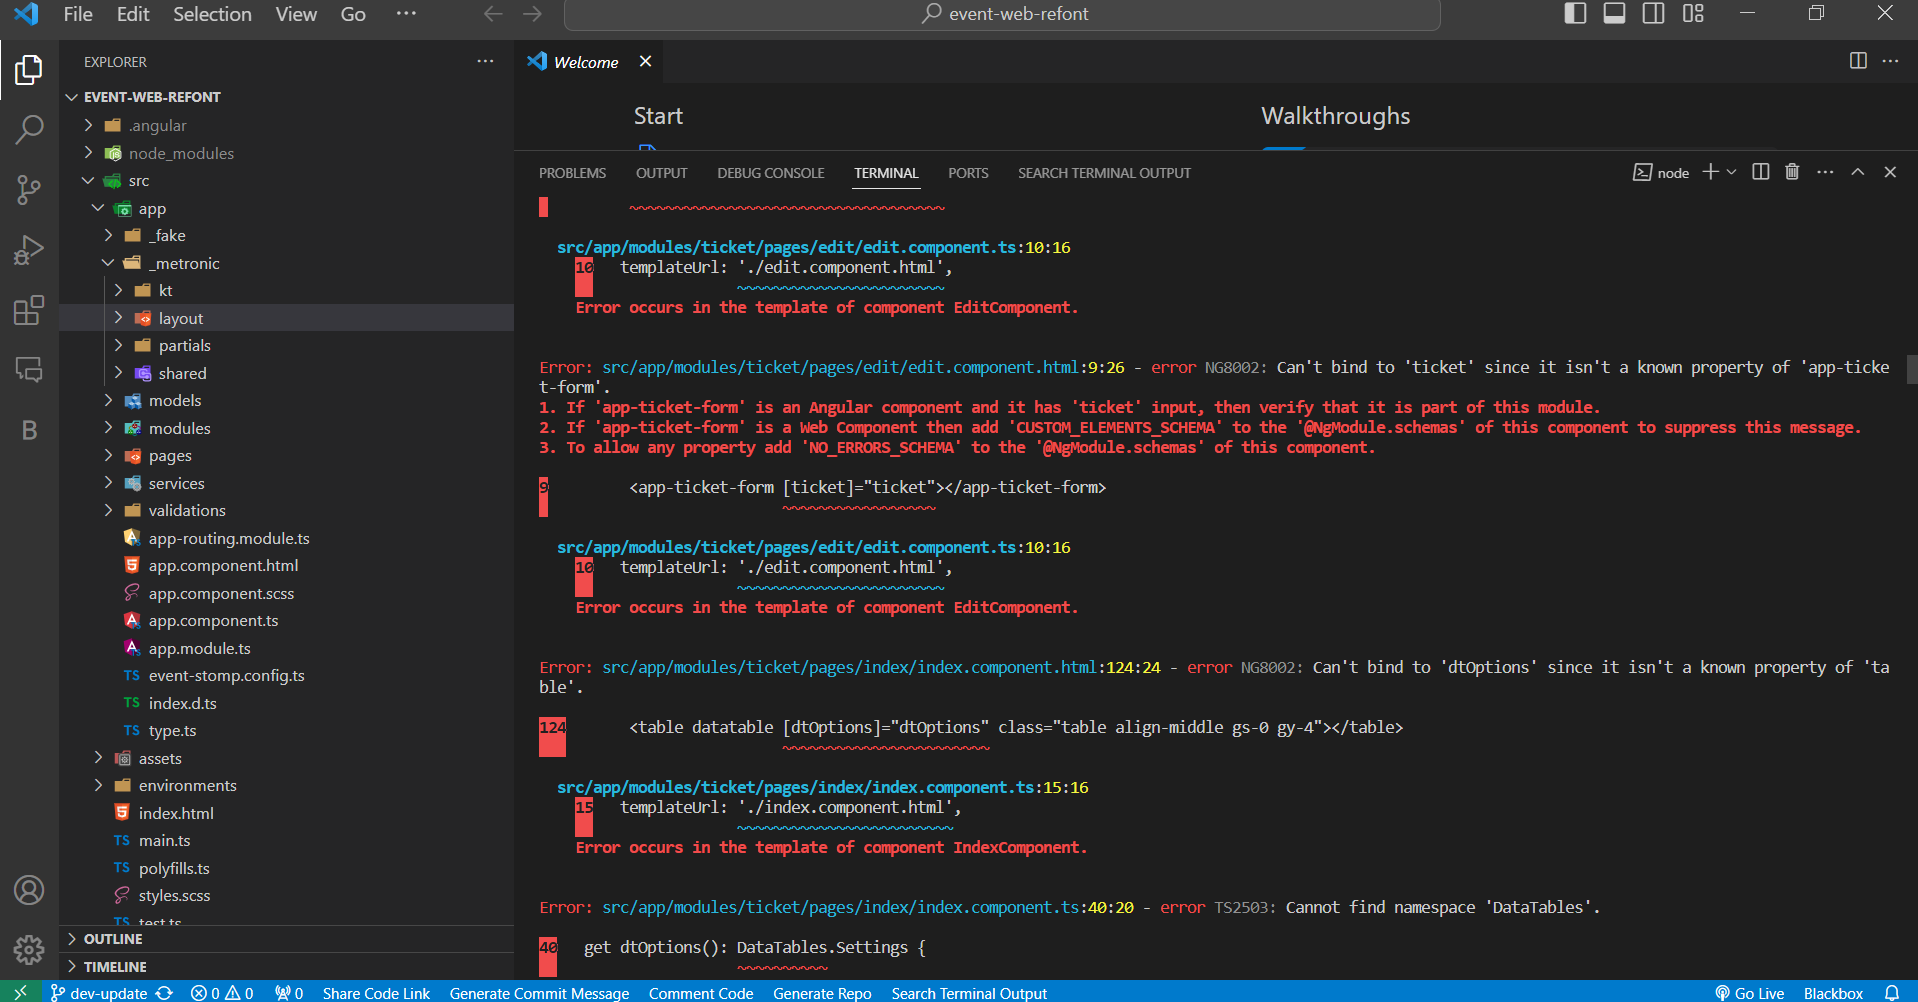 File Edit Selection View Go ··· event-web-refont
EXPLORER
EVENT-WEB-REFONT
.angular
node_modules
src
app
_fake
_metronic
kt
layout
partials
shared
models
modules
pages
services
validations
app-routing.module.ts
app.component.html
app.component.scss
app.component.ts
app.module.ts
event-stomp.config.ts
index.d.ts
type.ts
assets
environments
index.html
main.ts
polyfills.ts
styles.scss
test.ts
OUTLINE
TIMELINE
Welcome
Start Walkthroughs
PROBLEMS OUTPUT DEBUG CONSOLE TERMINAL PORTS SEARCH TERMINAL OUTPUT node
src/app/modules/ticket/pages/edit/edit.component.ts:10:16
10 templateUrl: './edit.component.html',
Error occurs in the template of component EditComponent.
Error: src/app/modules/ticket/pages/edit/edit.component.html:9:26 - error NG8002: Can't bind to 'ticket' since it isn't a known property of 'app-ticke
t-form'.
1. If 'app-ticket-form' is an Angular component and it has 'ticket' input, then verify that it is part of this module.
2. If 'app-ticket-form' is a Web Component then add 'CUSTOM_ELEMENTS_SCHEMA' to the '@NgModule.schemas' of this component to suppress this message.
3. To allow any property add 'NO_ERRORS_SCHEMA' to the '@NgModule.schemas' of this component.
9 <app-ticket-form [ticket]="ticket"></app-ticket-form>
src/app/modules/ticket/pages/edit/edit.component.ts:10:16
10 templateUrl: './edit.component.html',
Error occurs in the template of component EditComponent.
Error: src/app/modules/ticket/pages/index/index.component.html:124:24 - error NG8002: Can't bind to 'dtOptions' since it isn't a known property of 'ta
ble'.
124 <table datatable [dtOptions]="dtOptions" class="table align-middle gs-0 gy-4"></table>
src/app/modules/ticket/pages/index/index.component.ts:15:16
15 templateUrl: './index.component.html',
Error occurs in the template of component IndexComponent.
Error: src/app/modules/ticket/pages/index/index.component.ts:40:20 - error TS2503: Cannot find namespace 'DataTables'.
40 get dtOptions(): DataTables.Settings {
dev-update 0 0 0 Share Code Link Generate Commit Message Comment Code Generate Repo Search Terminal Output Go Live Blackbox